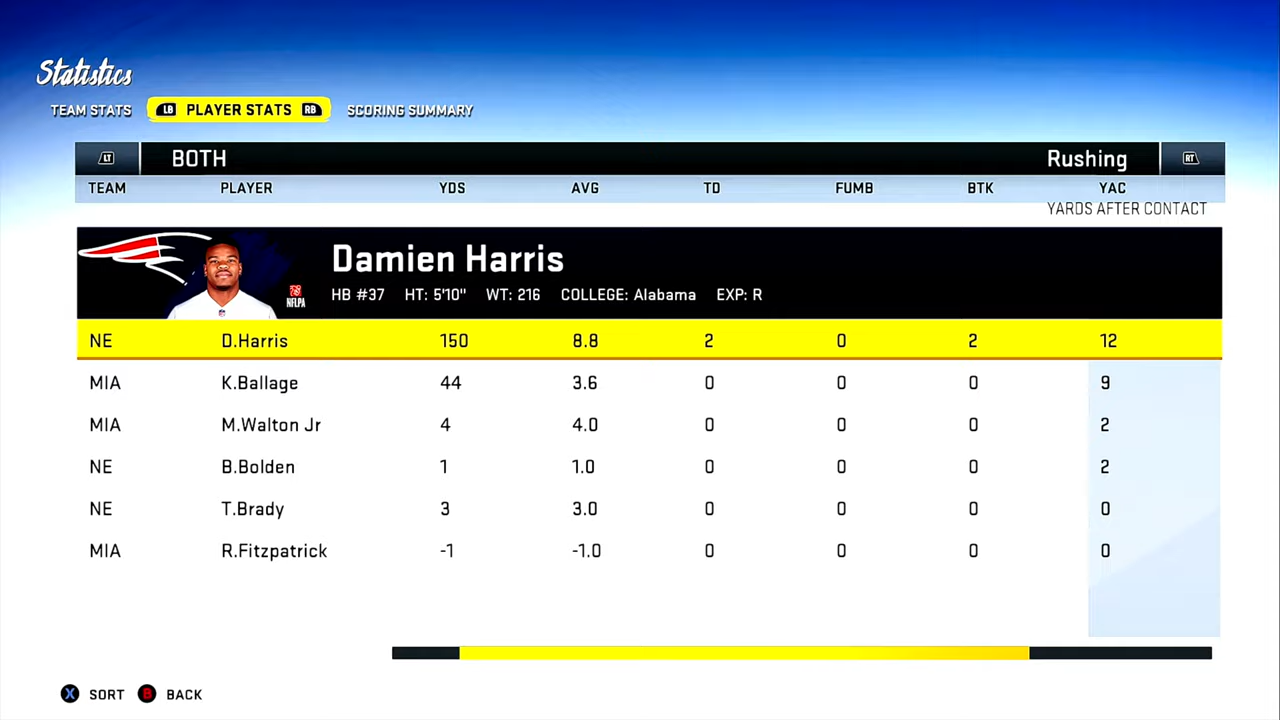 Statistics
TEAM STATS LB PLAYER STATS RB SCORING SUMMARY
LT BOTH Rushing RT
TEAM PLAYER YDS AVG TD FUMB BTK YAC
YARDS AFTER CONTACT
Damien Harris
HB #37 HT: 5'10" WT: 216 COLLEGE: Alabama EXP: R
NFLPA
NE D.Harris 150 8.8 2 0 2 12
MIA K.Ballage 44 3.6 0 0 0 9
MIA M.Walton Jr 4 4.0 0 0 0 2
NE B.Bolden 1 1.0 0 0 0 2
NE T.Brady 3 3.0 0 0 0 0
MIA R.Fitzpatrick -1 -1.0 0 0 0 0
X SORT B BACK